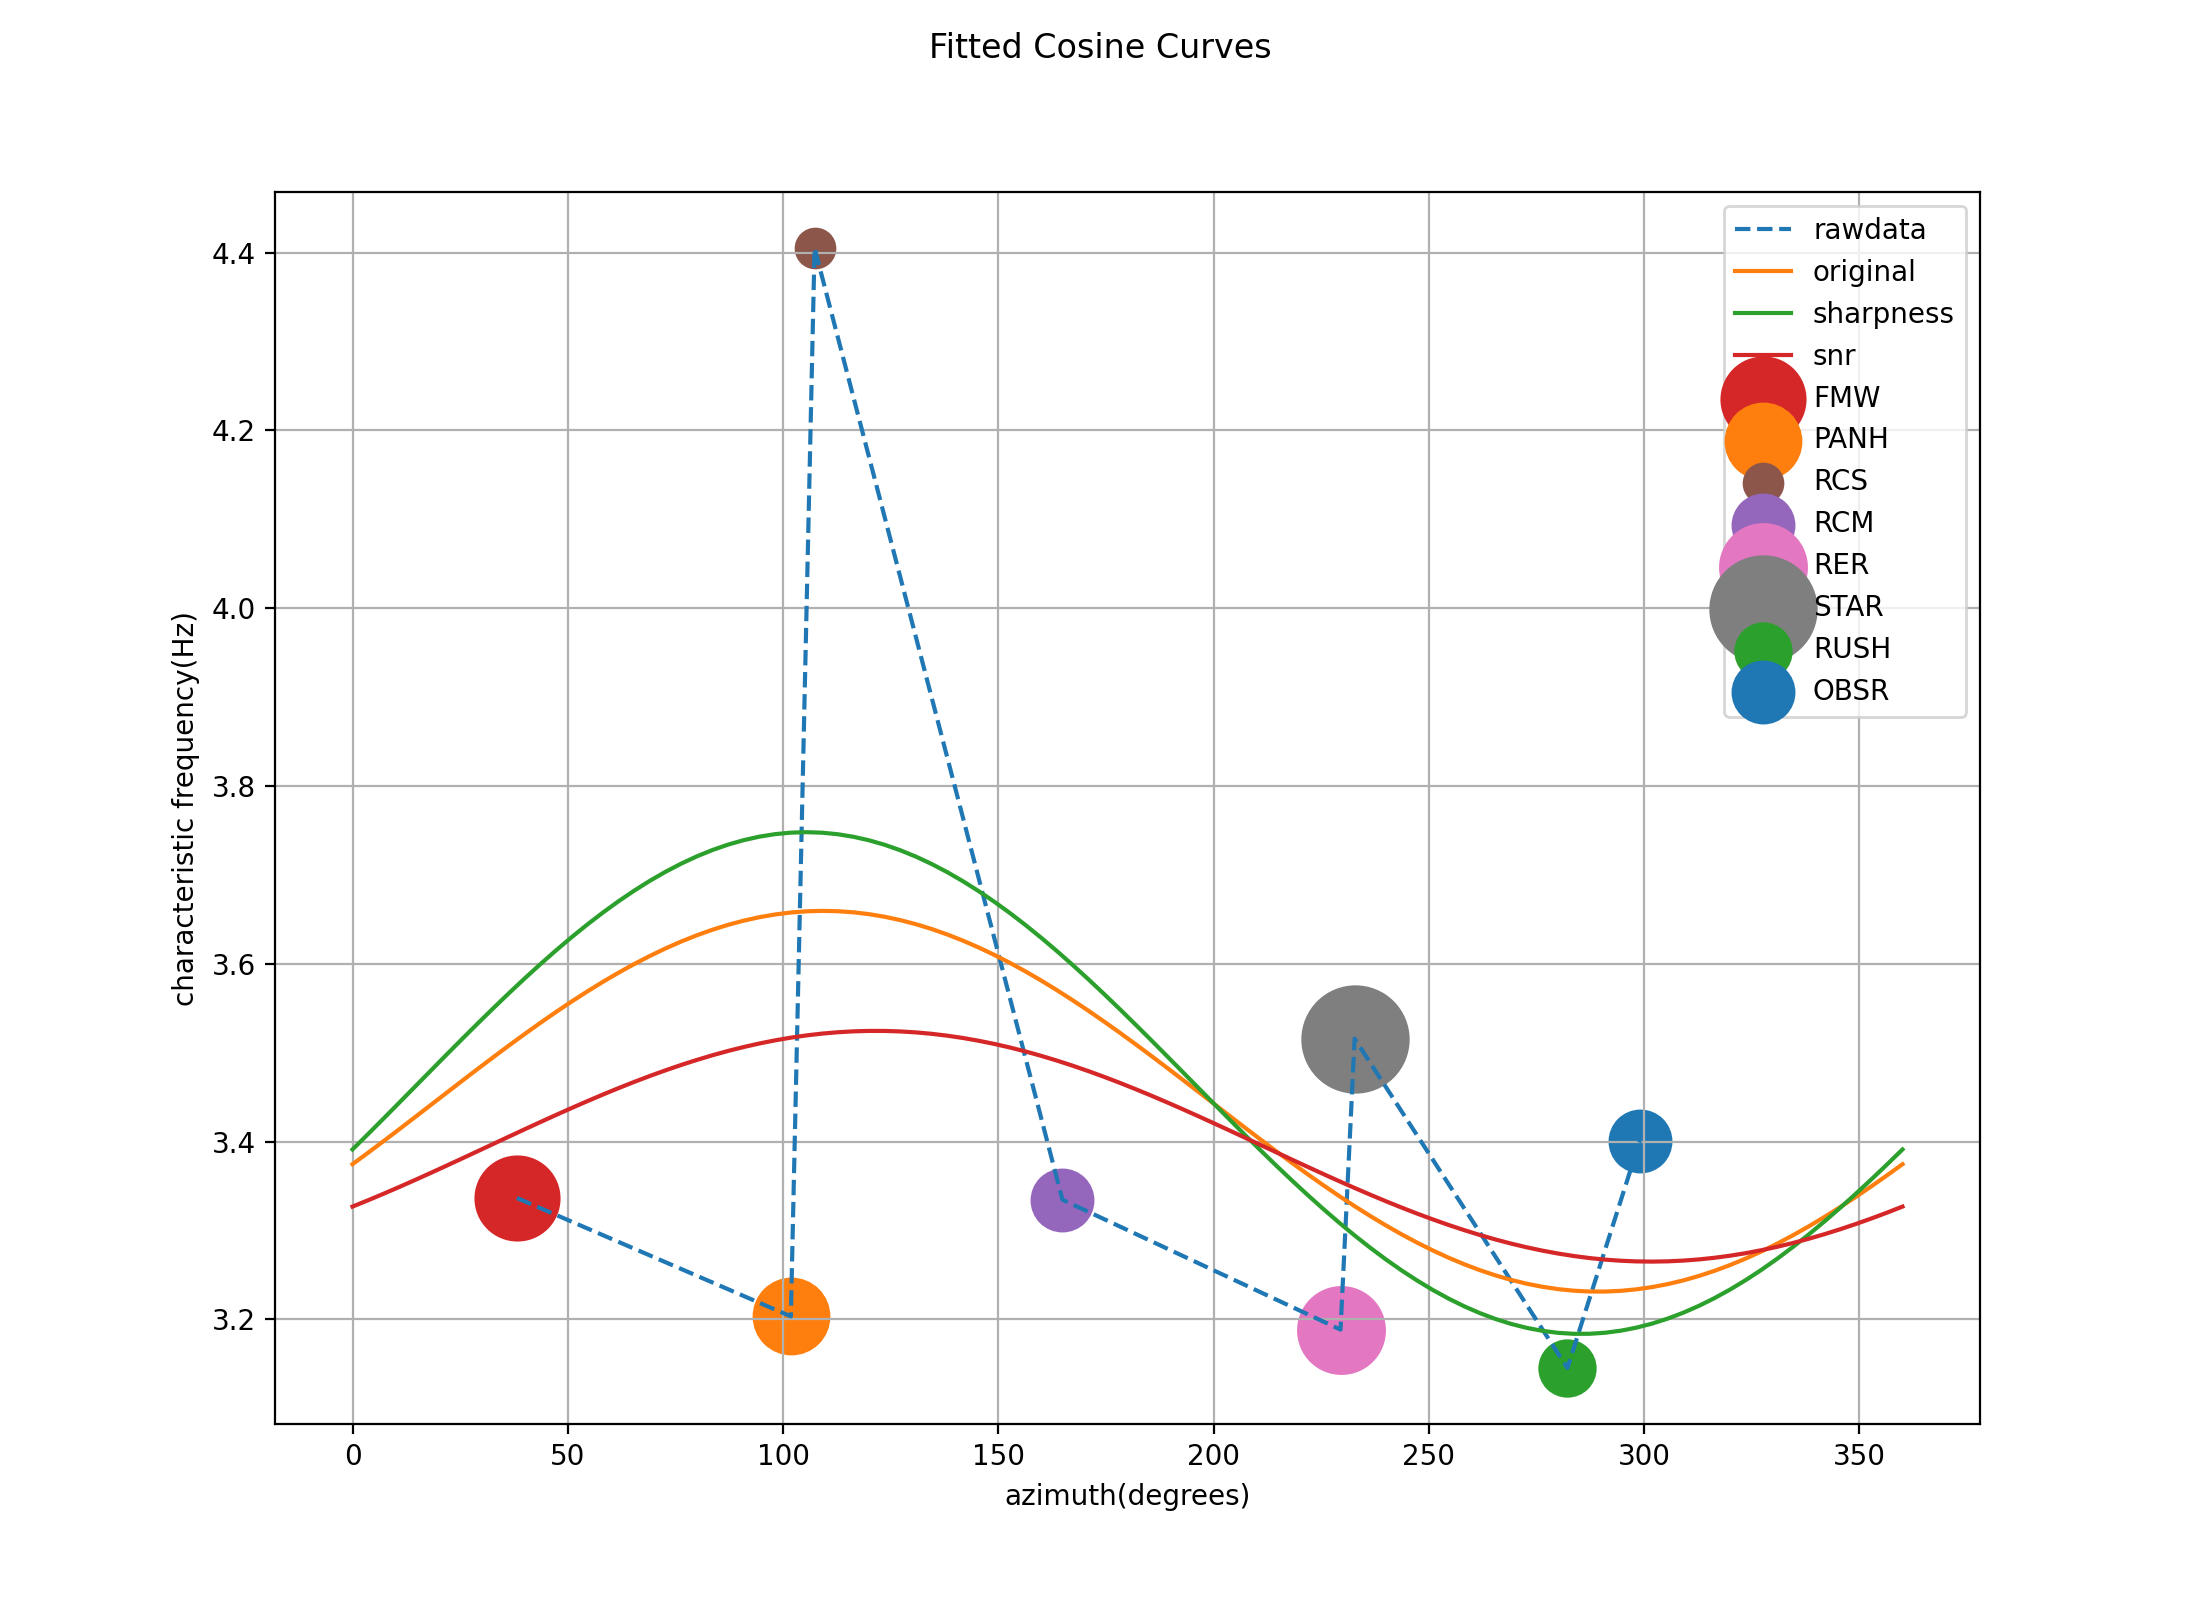 Fitted Cosine Curves
characteristic frequency(Hz)
4.4
4.2
4.0
3.8
3.6
3.4
3.2
rawdata
original
sharpness
snr
FMW
PANH
RCS
RCM
RER
STAR
RUSH
OBSR
0 50 100 150 200 250 300 350
azimuth(degrees)